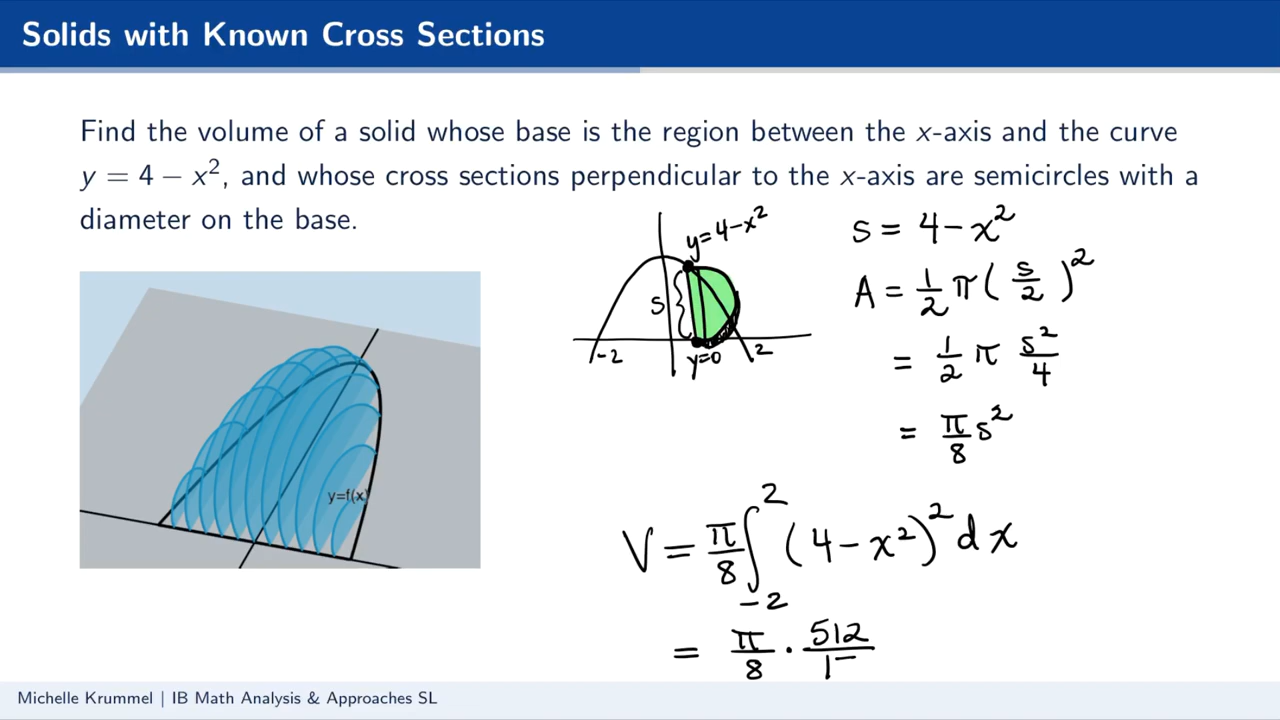 Solids with Known Cross Sections
Find the volume of a solid whose base is the region between the x-axis and the curve
y = 4 − x², and whose cross sections perpendicular to the x-axis are semicircles with a
diameter on the base.
y=4−x²
s
−2
y=0
2
y=f(x)
s = 4−x²
A = 1/2 π (s/2)²
= 1/2 π s²/4
= π/8 s²
V = π/8 ∫_{-2}^{2} (4−x²)² dx
= π/8 · 512/1
Michelle Krummel | IB Math Analysis & Approaches SL